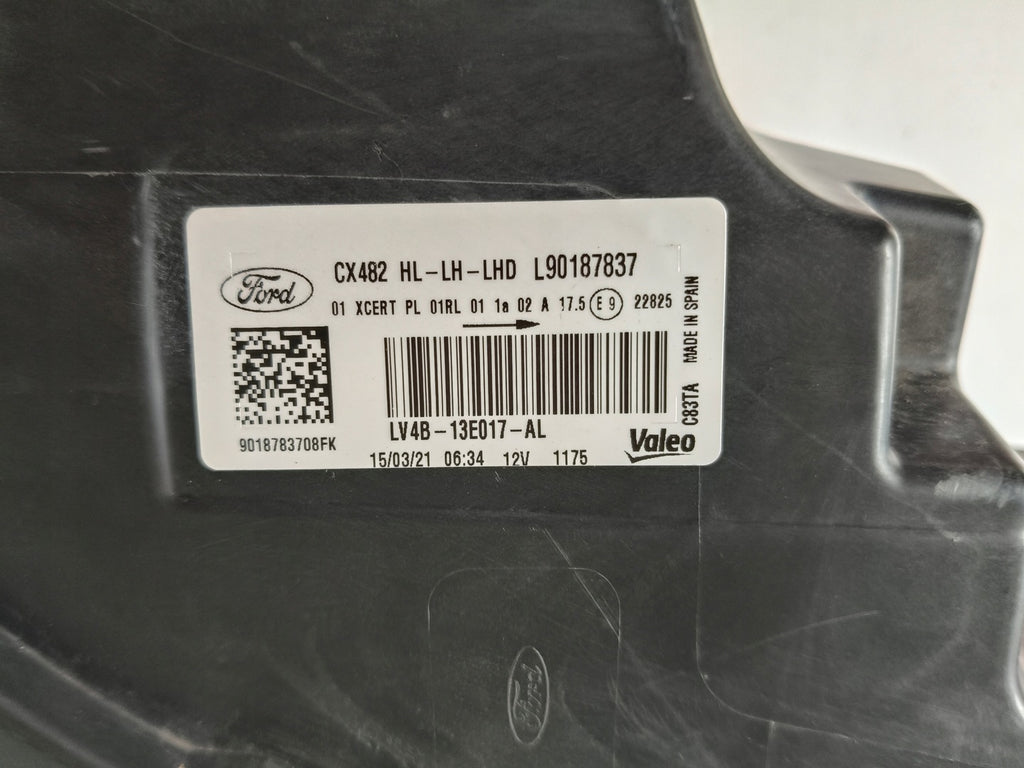 Ford
CX482 HL-LH-LHD L90187837
01 XCERT PL 01RL 01 1a 02 A 17.5 E 9 22825
9018783708FK
LV4B-13E017-AL
15/03/21 06:34 12V 1175
Valeo
C83TA MADE IN SPAIN
Ford